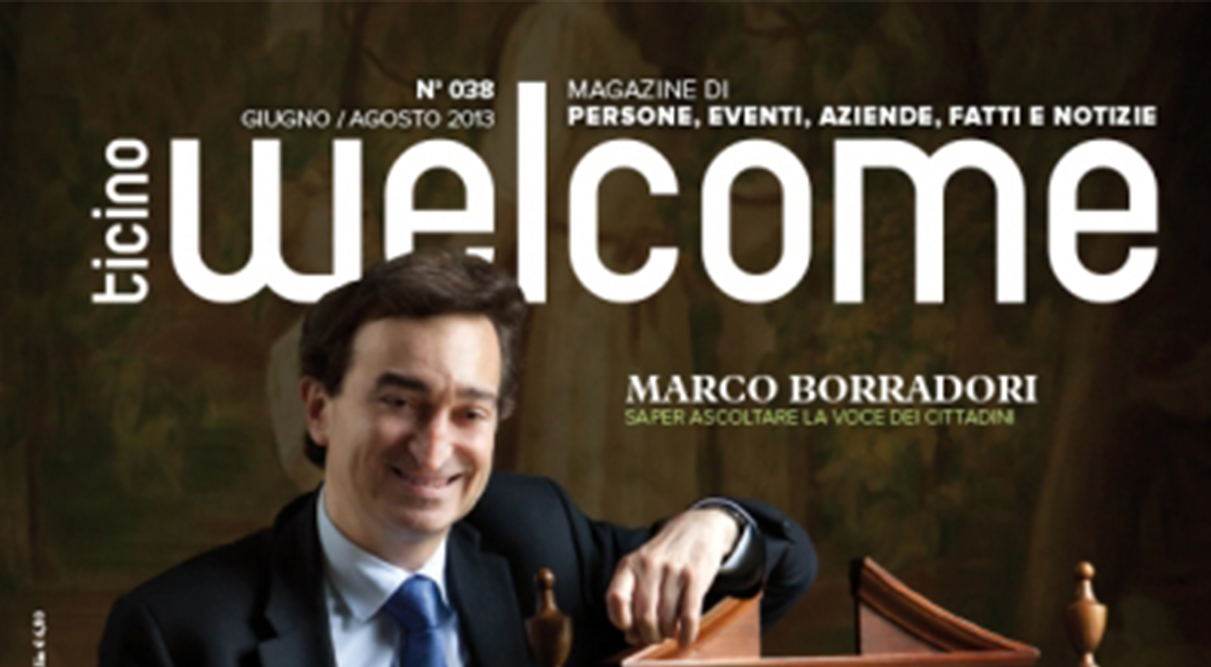 N° 038
GIUGNO / AGOSTO 2013
MAGAZINE DI
PERSONE, EVENTI, AZIENDE, FATTI E NOTIZIE
ticino
welcome
MARCO BORRADORI
SAPER ASCOLTARE LA VOCE DEI CITTADINI